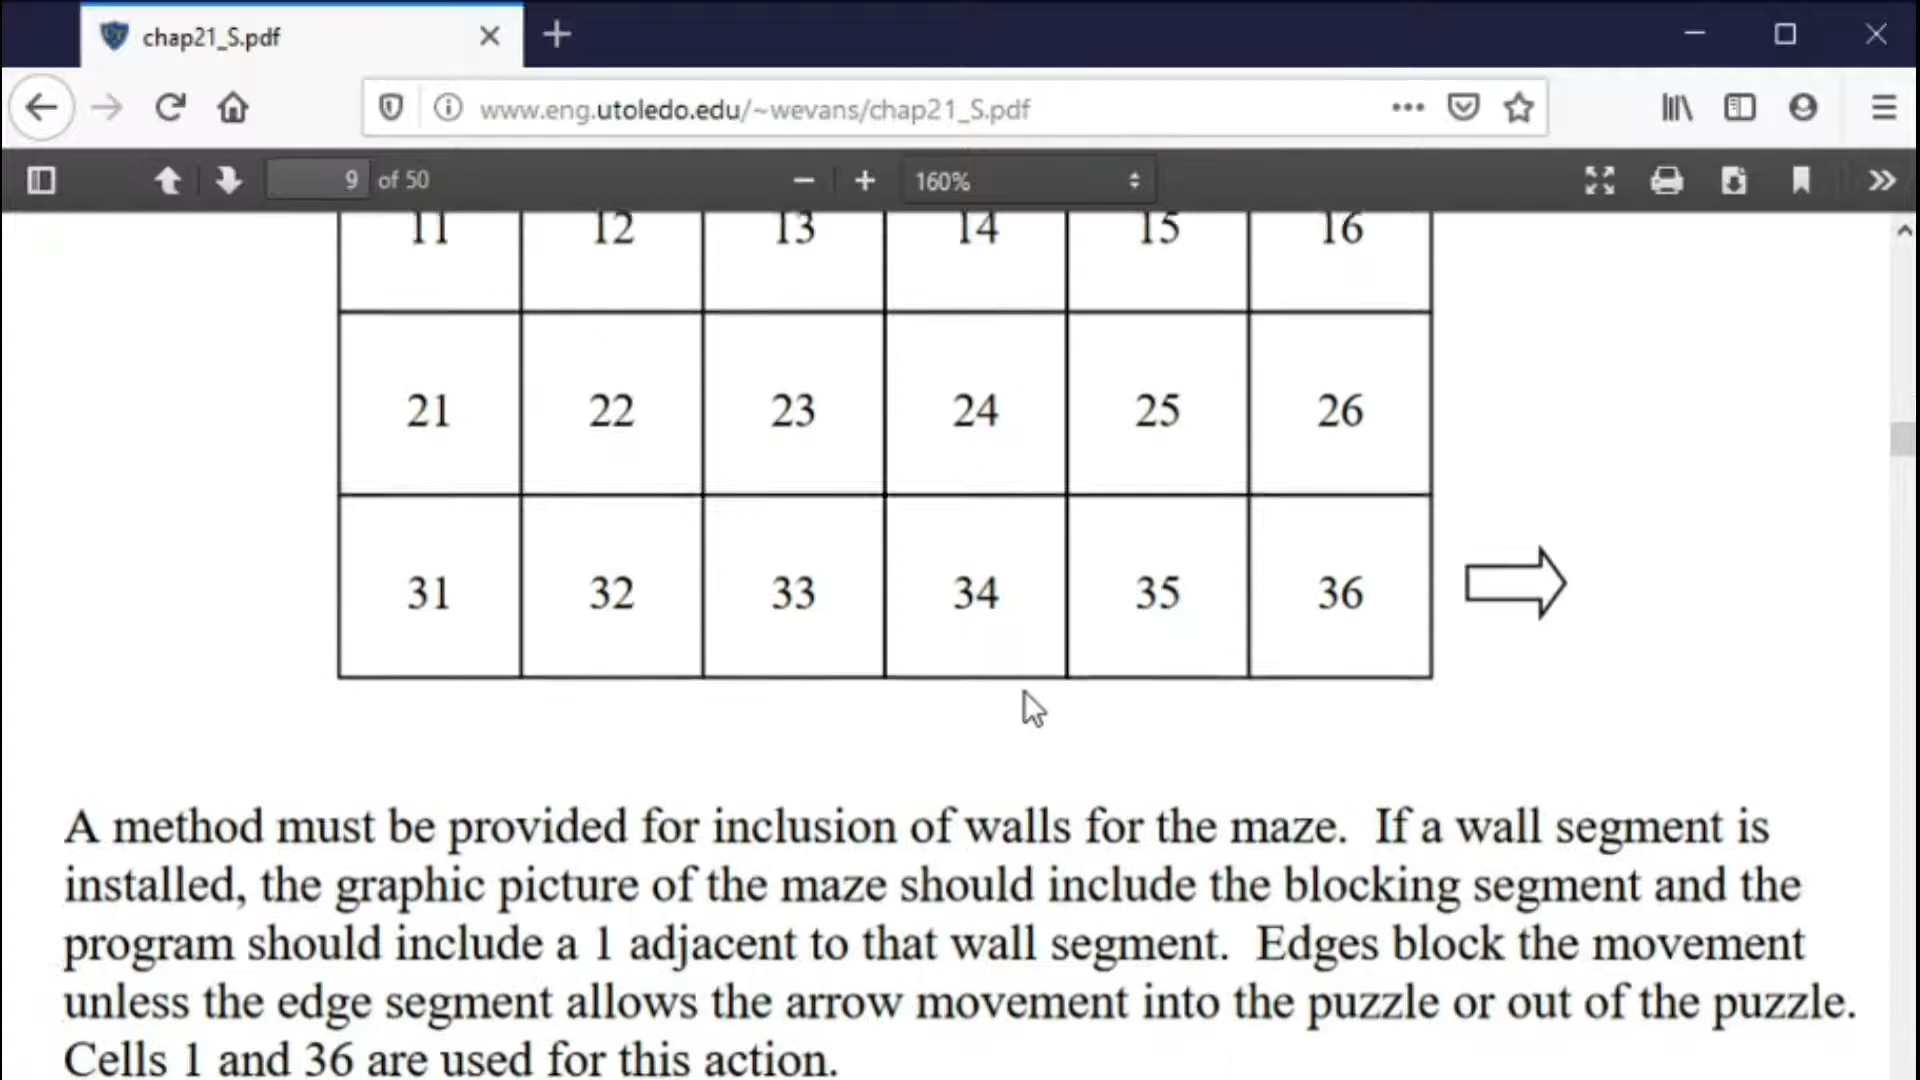 chap21_S.pdf
www.eng.utoledo.edu/~wevans/chap21_S.pdf
9 of 50 160%
11 12 13 14 15 16
21 22 23 24 25 26
31 32 33 34 35 36
A method must be provided for inclusion of walls for the maze. If a wall segment is
installed, the graphic picture of the maze should include the blocking segment and the
program should include a 1 adjacent to that wall segment. Edges block the movement
unless the edge segment allows the arrow movement into the puzzle or out of the puzzle.
Cells 1 and 36 are used for this action.